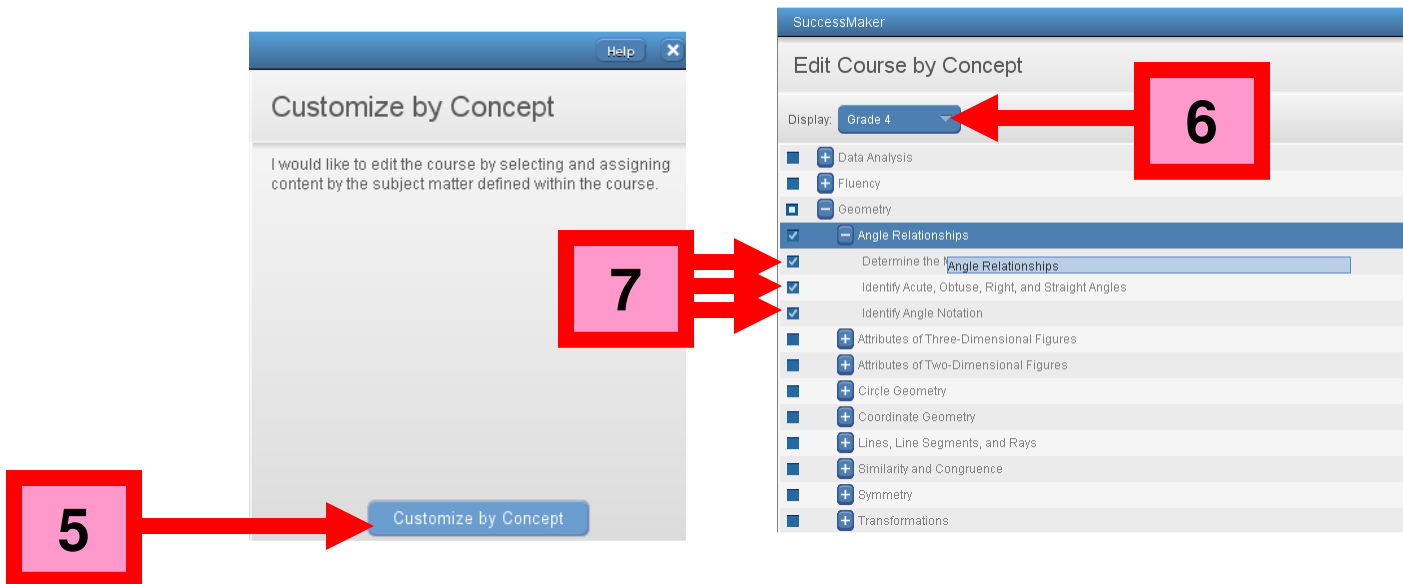 Help
Customize by Concept
I would like to edit the course by selecting and assigning
content by the subject matter defined within the course.
Customize by Concept
5
SuccessMaker
Edit Course by Concept
Display: Grade 4
6
Data Analysis
Fluency
Geometry
Angle Relationships
Determine the
Angle Relationships
Identify Acute, Obtuse, Right, and Straight Angles
Identify Angle Notation
7
Attributes of Three-Dimensional Figures
Attributes of Two-Dimensional Figures
Circle Geometry
Coordinate Geometry
Lines, Line Segments, and Rays
Similarity and Congruence
Symmetry
Transformations